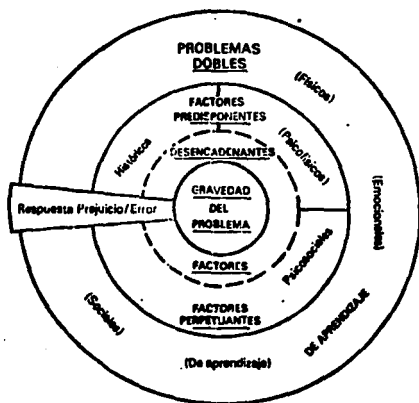 PROBLEMAS
DOBLES
(Físicos)
FACTORES
PREDISPONENTES
Históricos
(Psicofísicos)
DESENCADENANTES
(Emocionales)
GRAVEDAD
DEL
PROBLEMA
Respuesta Prejuicio/Error
FACTORES
Psicosociales
FACTORES
PERPETUANTES
(Sociales)
(De aprendizaje)
DE APRENDIZAJE